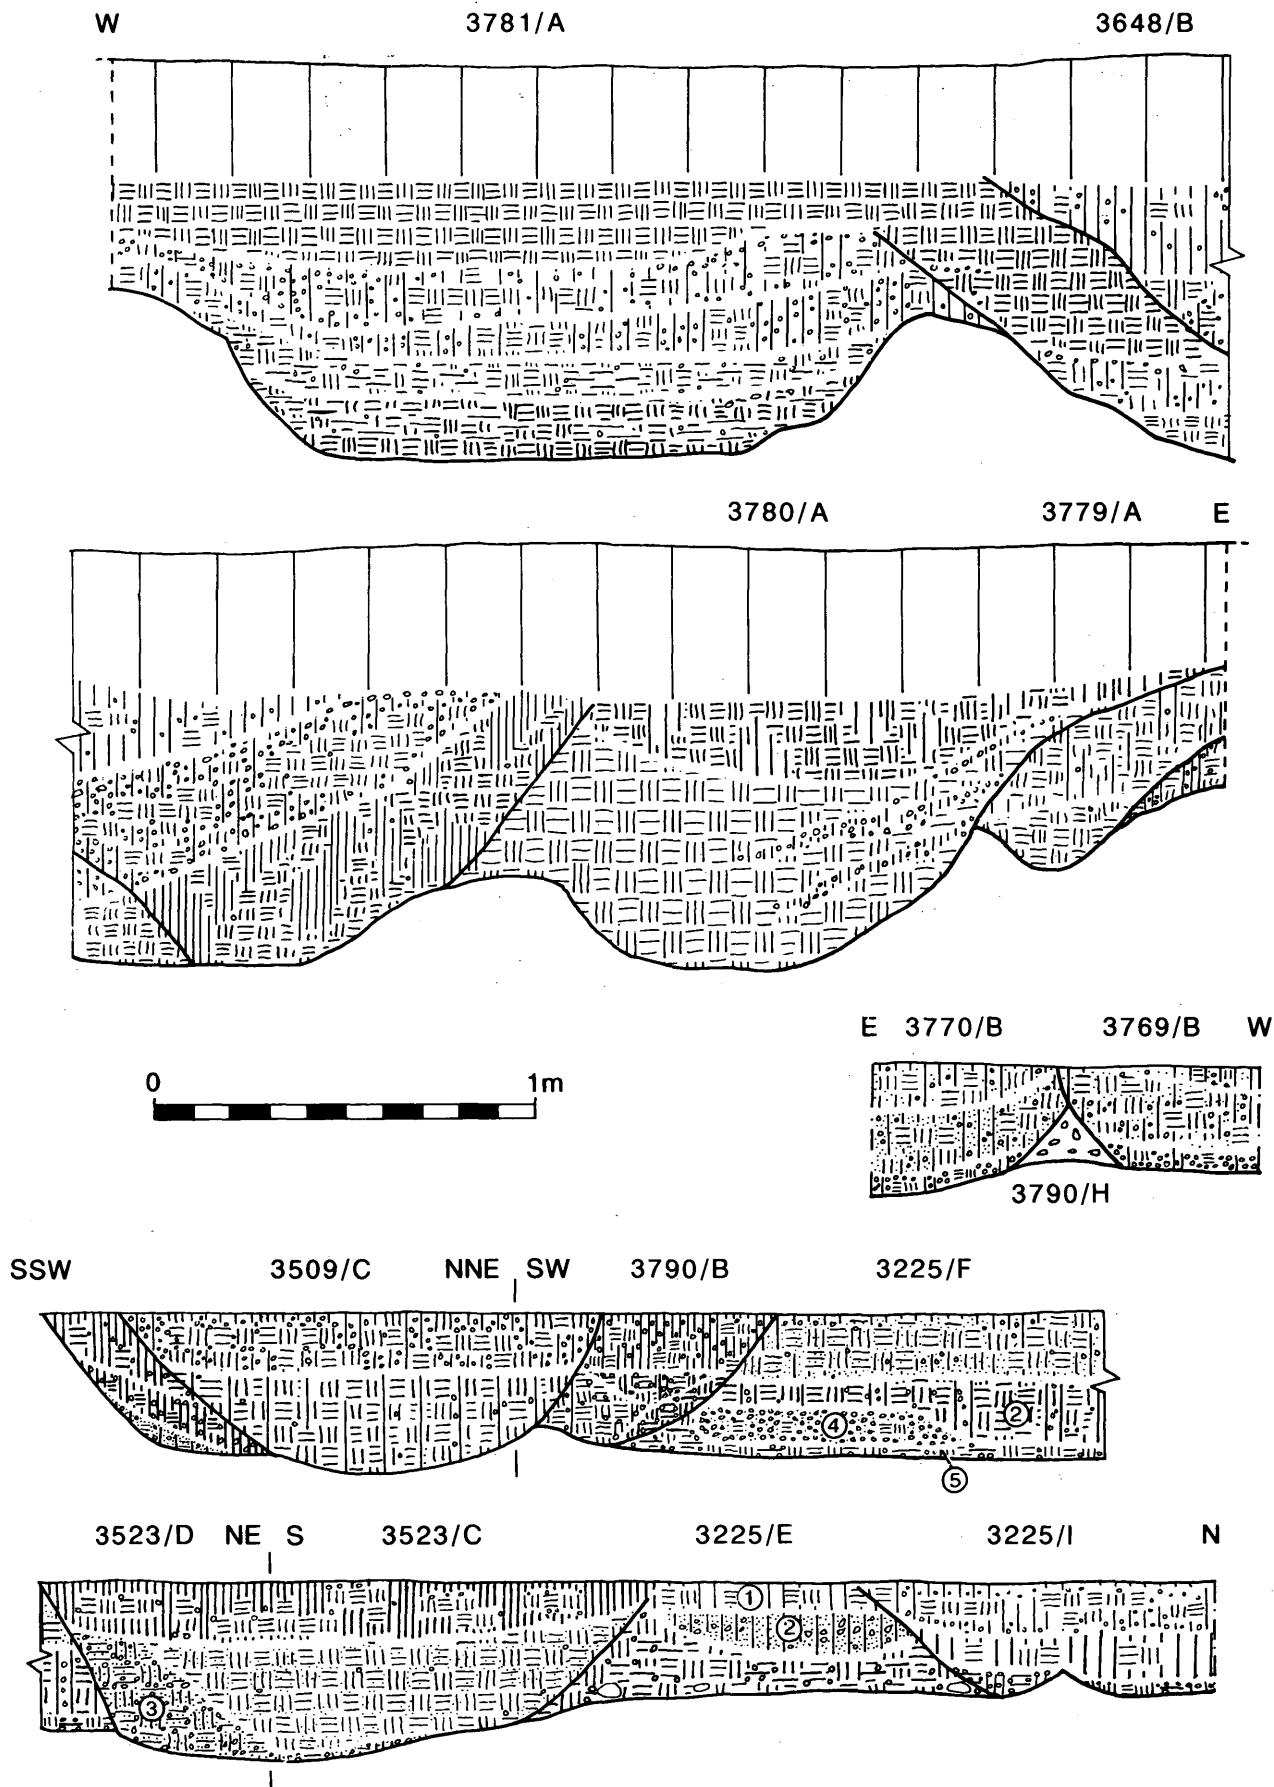 W 3781/A 3648/B
3780/A 3779/A E
E 3770/B 3769/B W
0 1m
3790/H
SSW 3509/C NNE SW 3790/B 3225/F
2
4
5
3523/D NE S 3523/C 3225/E 3225/I N
1
2
3